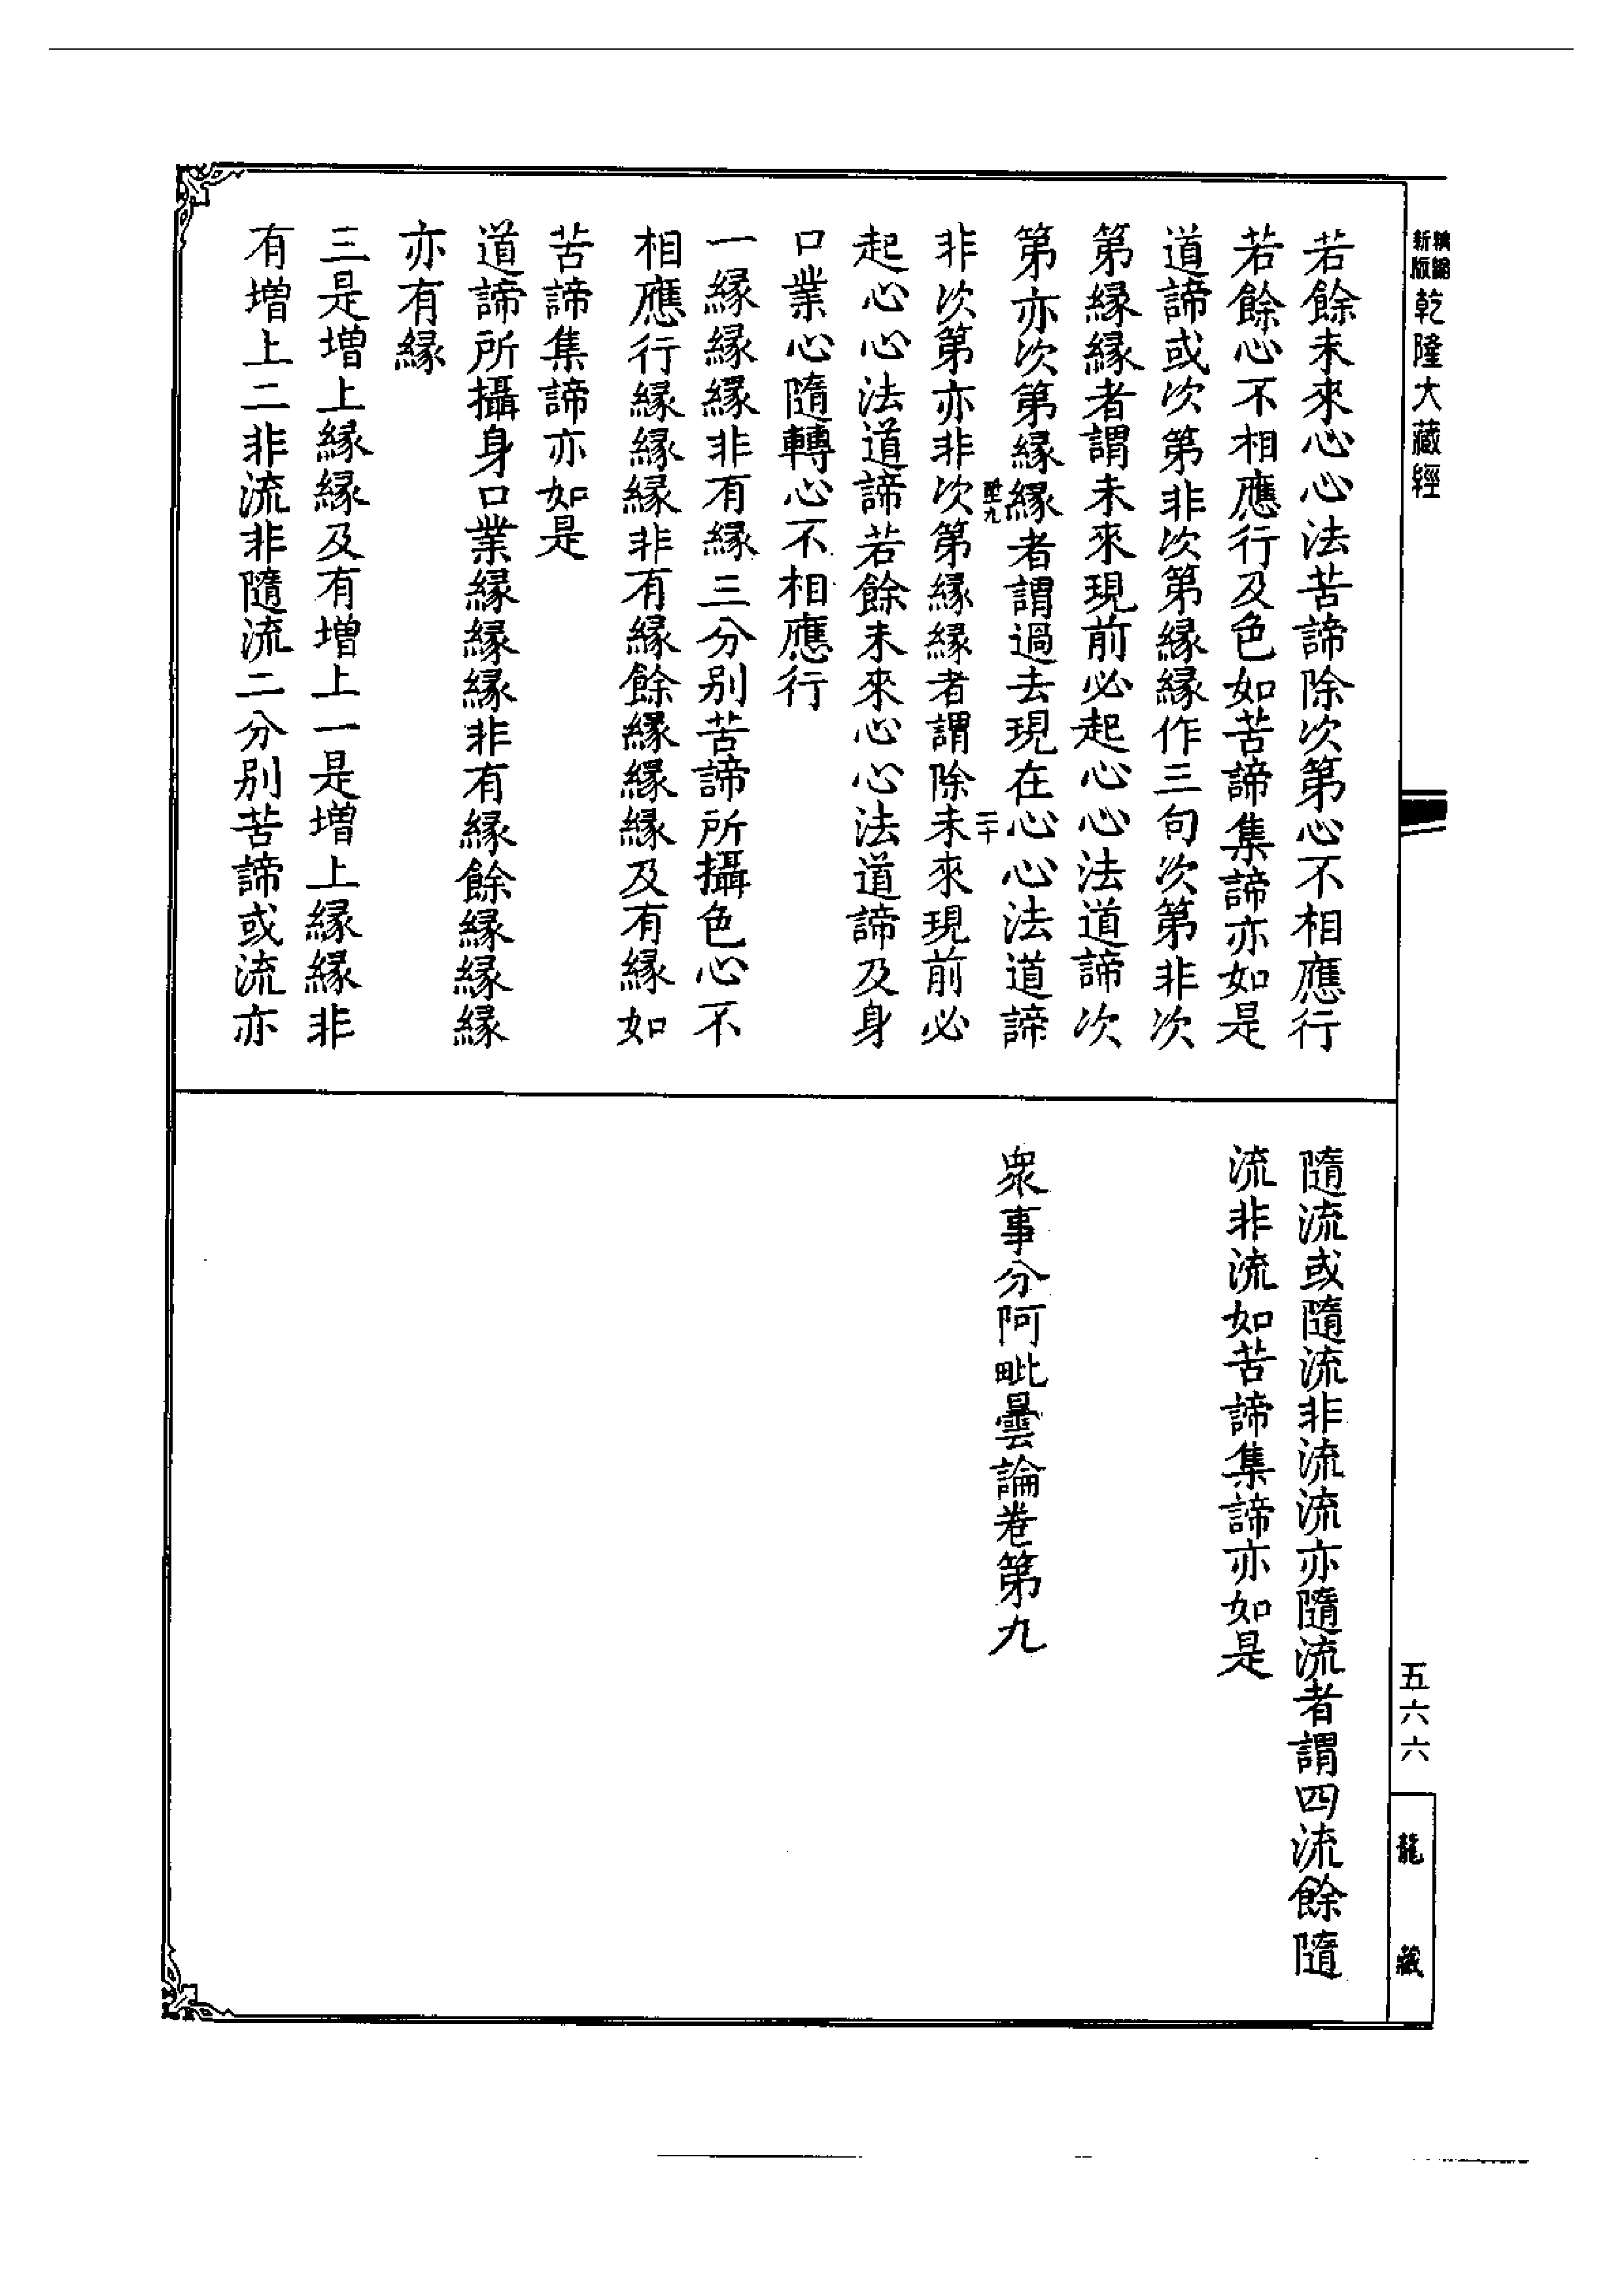 精縮
新版
乾隆大藏經
若餘未來心心法苦諦除次第心不相應行
若餘心不相應行及色如苦諦集諦亦如是
道諦或次第非次第緣緣作三句次第非次
第緣緣者謂未來現前必起心心法道諦次
第亦次第緣緣者謂過去現在心心法道諦
二十
非次第亦非次第緣緣者謂除未來現前必
起心心法道諦若餘未來心心法道諦及身
口業心隨轉心不相應行
一緣緣緣緣非有緣三分別苦諦所攝色心不
相應行緣緣緣非有緣餘緣緣緣及有緣如
苦諦集諦亦如是
道諦所攝身口業緣緣緣非有緣餘緣緣緣
亦有緣
三是增上緣緣及有增上一是增上緣緣非
有增上二非流非隨流二分別苦諦或流亦
隨流或隨流非流流亦隨流者謂四流餘隨
流非流如苦諦集諦亦如是
衆事分阿毗曇論卷第九
五六六
龍藏